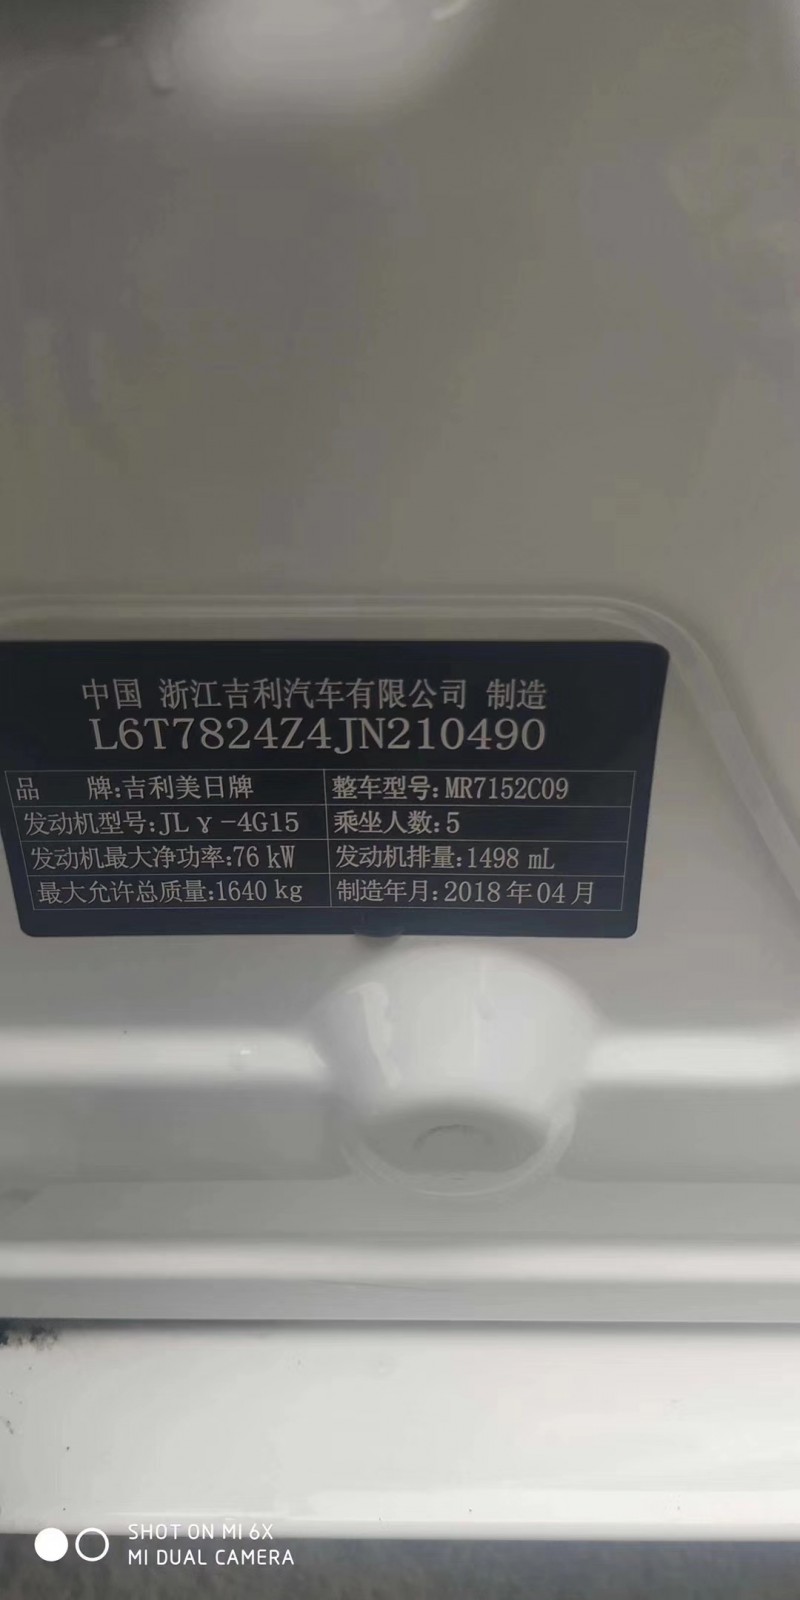 中国 浙江吉利汽车有限公司 制造
L6T7824Z4JN210490
品 牌:吉利美日牌 整车型号:MR7152C09
发动机型号:JLγ-4G15 乘坐人数:5
发动机最大净功率:76 kW 发动机排量:1498 mL
最大允许总质量:1640 kg 制造年月:2018年04月
SHOT ON MI 6X
MI DUAL CAMERA